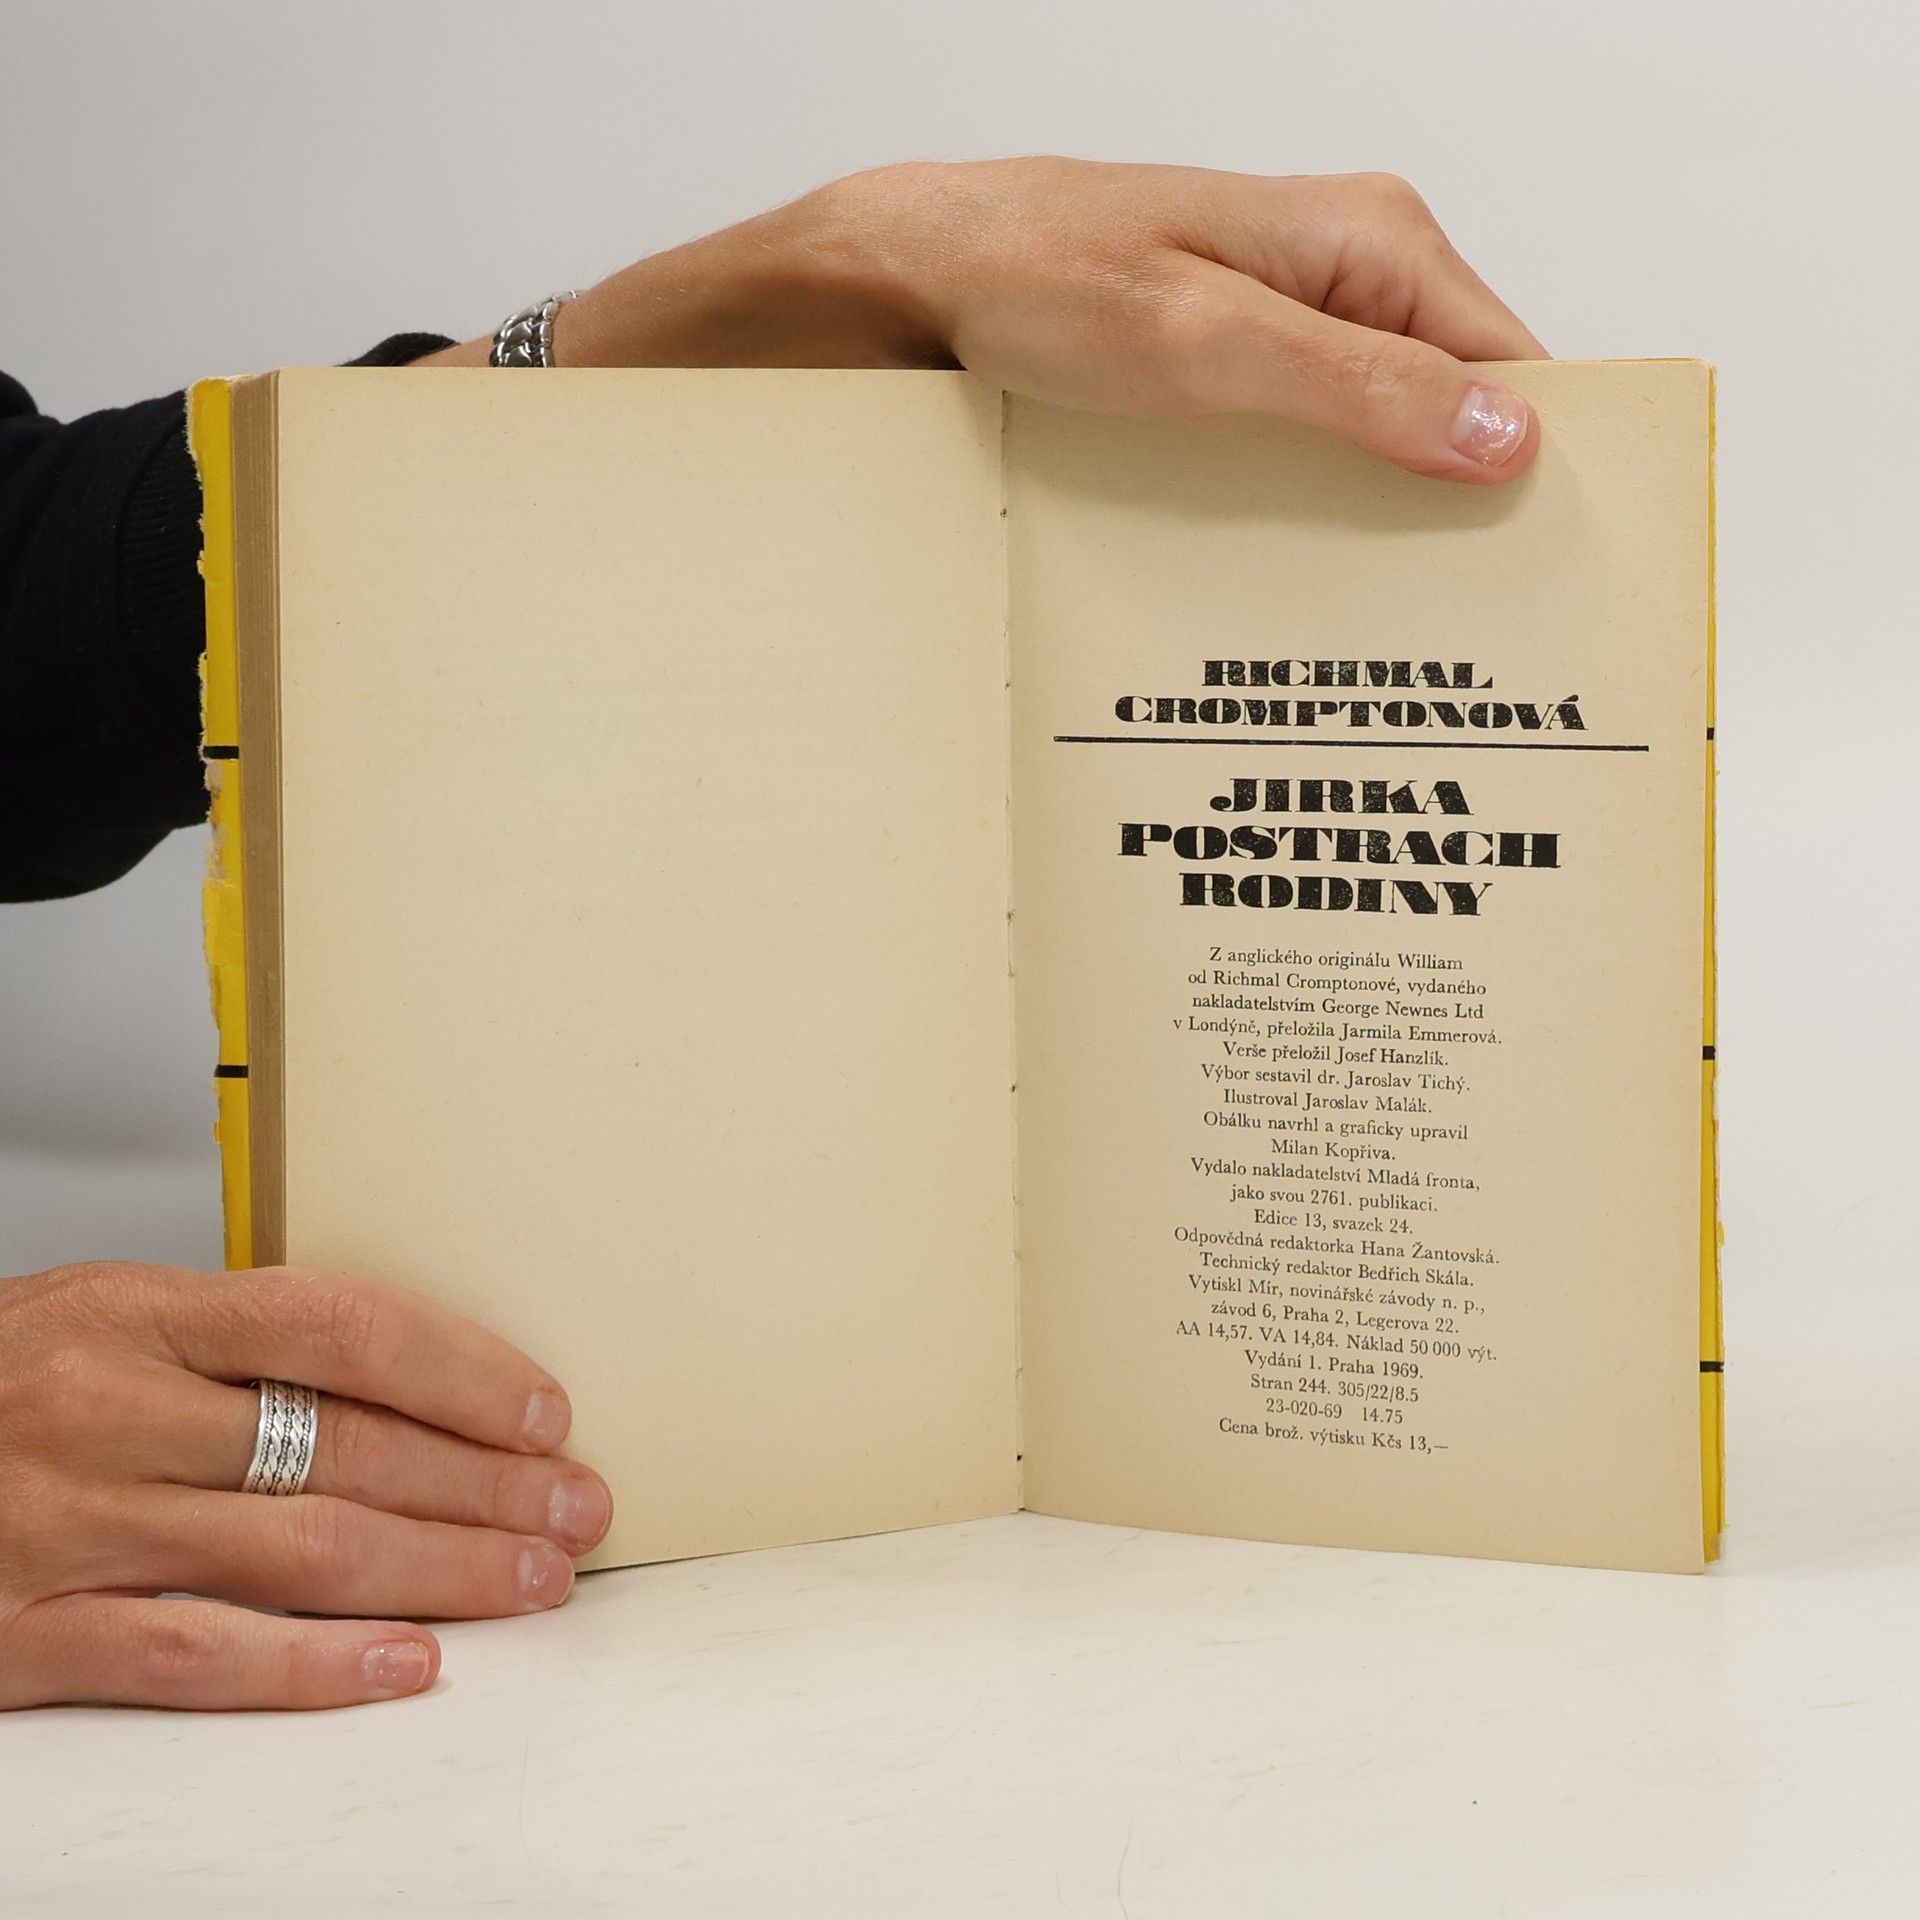 RICHMAL
CROMPTONOVÁ
JIRKA
POSTRACH
RODINY
Z anglického originálu William
od Richmal Cromptonové, vydaného
nakladatelstvím George Newnes Ltd
v Londýně, přeložila Jarmila Emmerová.
Verše přeložil Josef Hanzlík.
Výbor sestavil dr. Jaroslav Tichý.
Ilustroval Jaroslav Malák.
Obálku navrhl a graficky upravil
Milan Kopřiva.
Vydalo nakladatelství Mladá fronta,
jako svou 2761. publikaci.
Edice 13, svazek 24.
Odpovědná redaktorka Hana Žantovská.
Technický redaktor Bedřich Skála.
Vytiskl Mír, novinářské závody n. p.,
závod 6, Praha 2, Legerova 22.
AA 14,57. VA 14,84. Náklad 50 000 výt.
Vydání 1. Praha 1969.
Stran 244. 305/22/8.5
23-020-69 14.75
Cena brož. výtisku Kčs 13,—